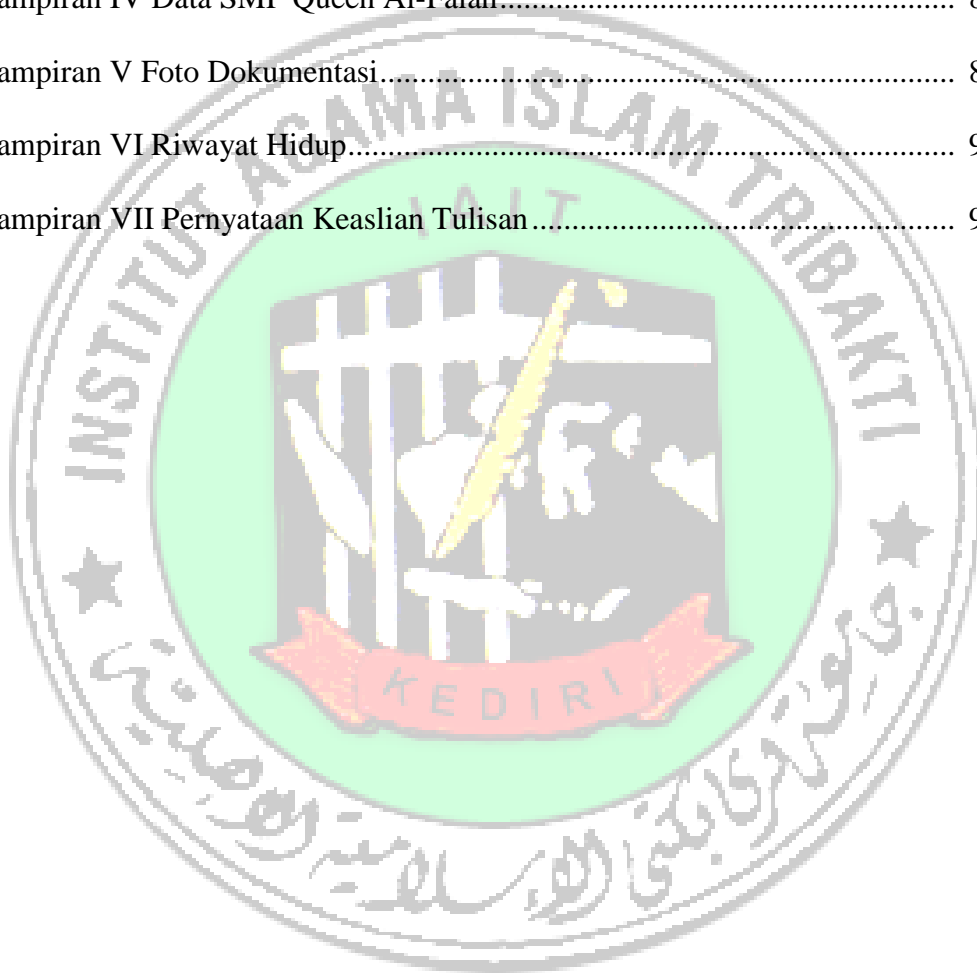 ampiran IV Data SMP Queen Al-Falah.......................................................... 8
ampiran V Foto Dokumentasi......................................................................... 8
ampiran VI Riwayat Hidup............................................................................. 9
ampiran VII Pernyataan Keaslian Tulisan...................................................... 9
INSTITUT AGAMA ISLAM TRIBAKTI
IAIT
KEDIRI